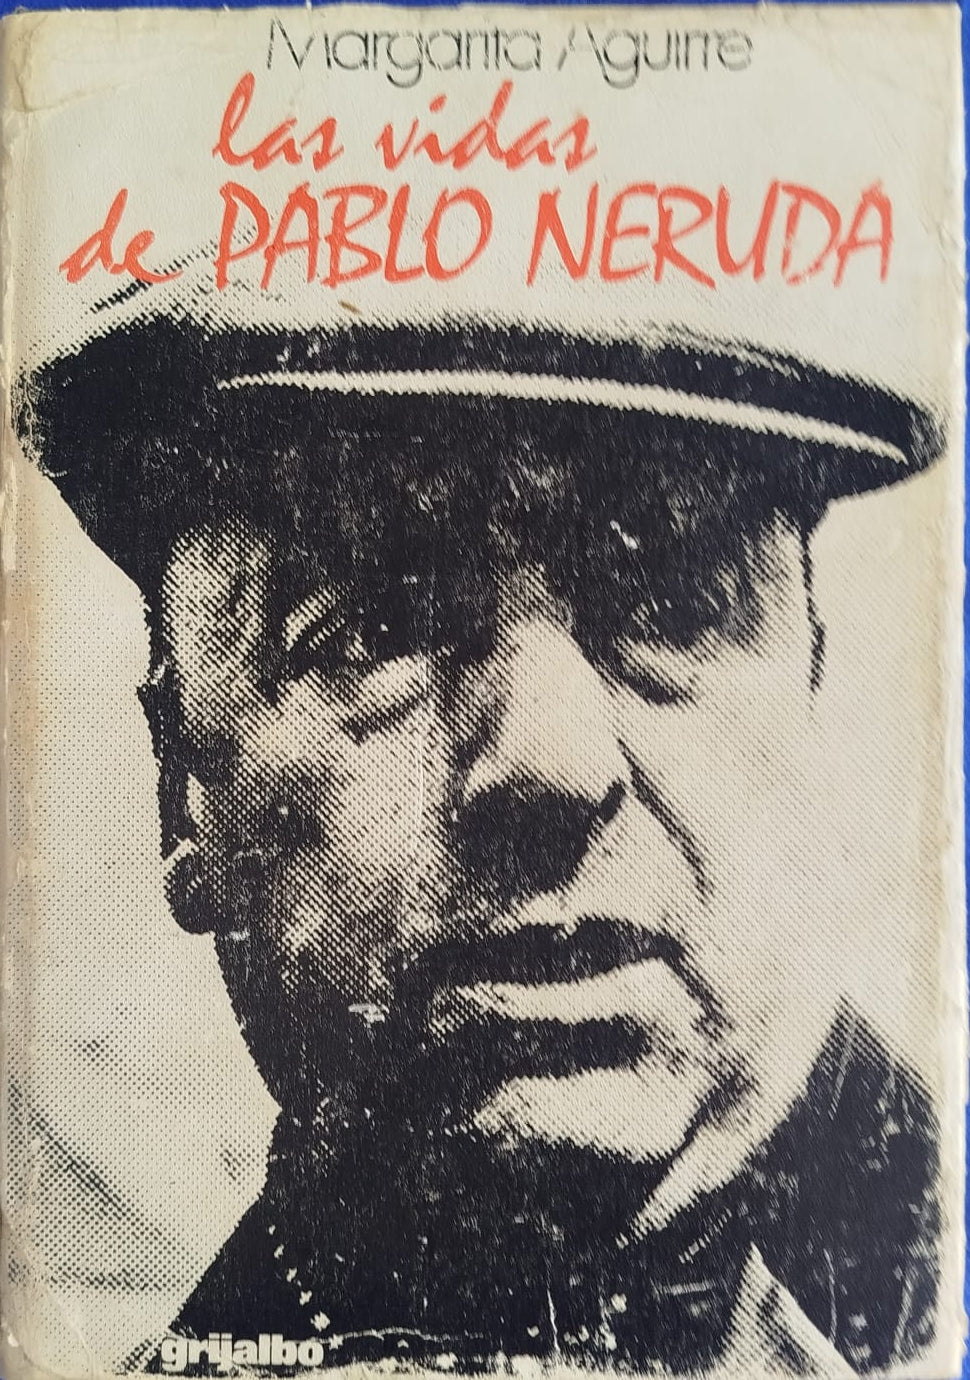 Margarita Aguirre
las vidas
de PABLO NERUDA
grijalbo